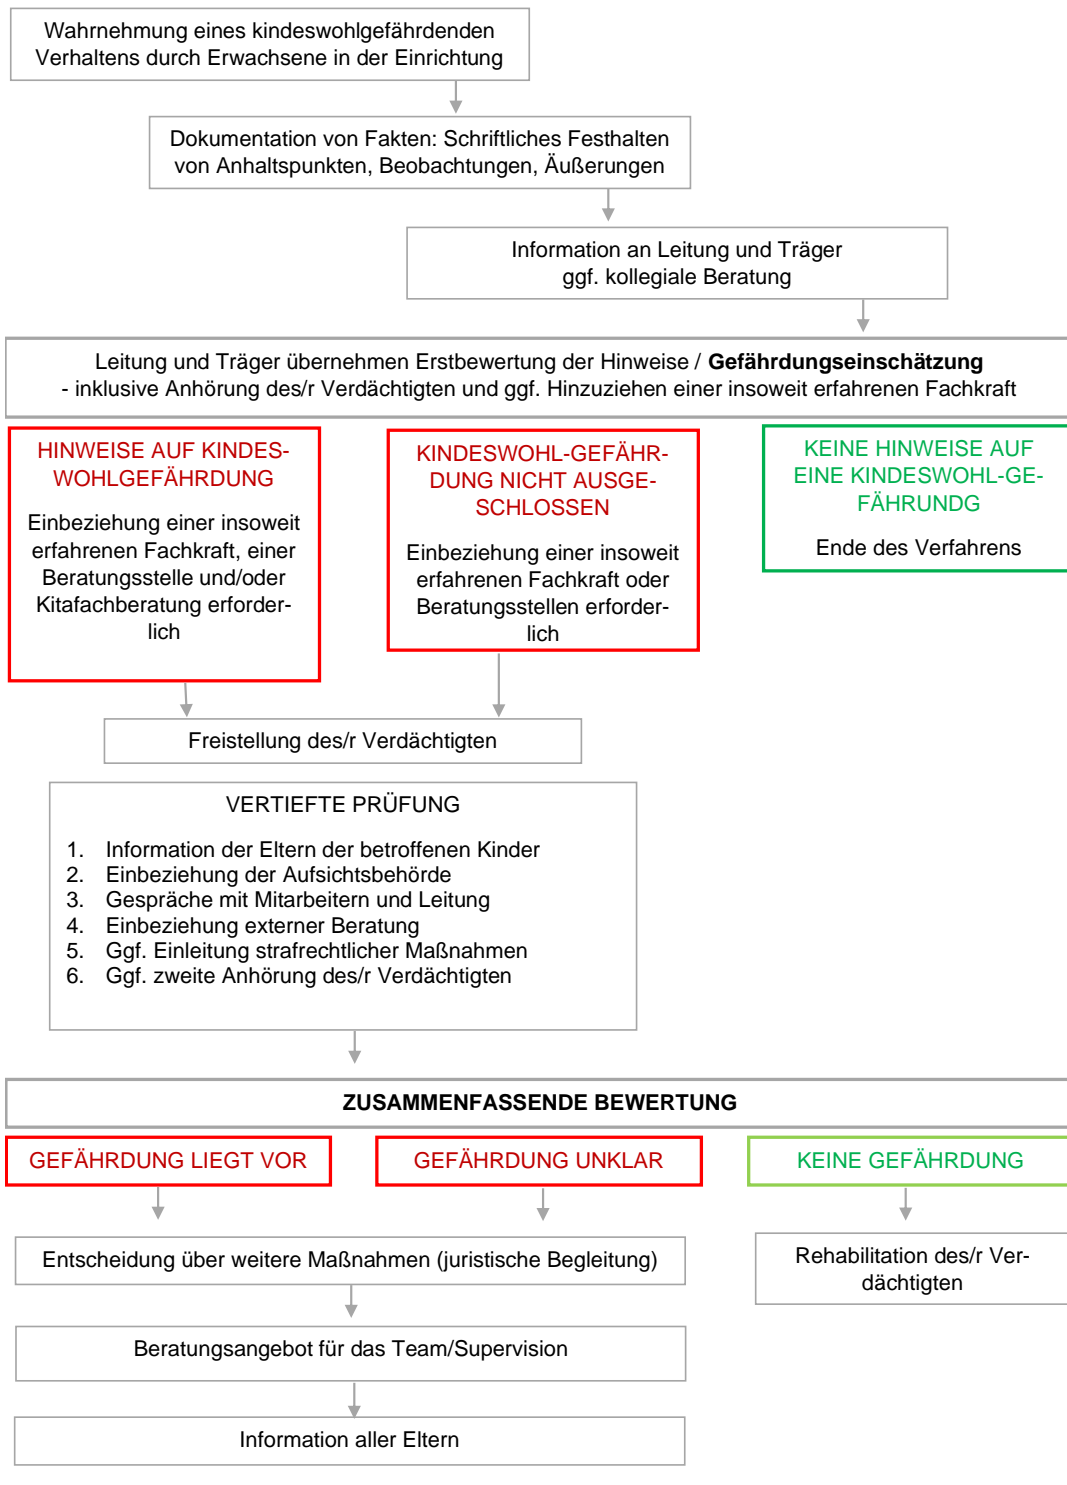 Wahrnehmung eines kindeswohlgefährdenden
Verhaltens durch Erwachsene in der Einrichtung
Dokumentation von Fakten: Schriftliches Festhalten
von Anhaltspunkten, Beobachtungen, Äußerungen
Information an Leitung und Träger
ggf. kollegiale Beratung
Leitung und Träger übernehmen Erstbewertung der Hinweise / Gefährdungseinschätzung
- inklusive Anhörung des/r Verdächtigten und ggf. Hinzuziehen einer insoweit erfahrenen Fachkraft
HINWEISE AUF KINDES-
WOHLGEFÄHRDUNG
Einbeziehung einer insoweit
erfahrenen Fachkraft, einer
Beratungsstelle und/oder
Kitafachberatung erforder-
lich
KINDESWOHL-GEFÄHR-
DUNG NICHT AUSGE-
SCHLOSSEN
Einbeziehung einer insoweit
erfahrenen Fachkraft oder
Beratungsstellen erforder-
lich
KEINE HINWEISE AUF
EINE KINDESWOHL-GE-
FÄHRUNDG
Ende des Verfahrens
Freistellung des/r Verdächtigten
VERTIEFTE PRÜFUNG
1. Information der Eltern der betroffenen Kinder
2. Einbeziehung der Aufsichtsbehörde
3. Gespräche mit Mitarbeitern und Leitung
4. Einbeziehung externer Beratung
5. Ggf. Einleitung strafrechtlicher Maßnahmen
6. Ggf. zweite Anhörung des/r Verdächtigten
ZUSAMMENFASSENDE BEWERTUNG
GEFÄHRDUNG LIEGT VOR
GEFÄHRDUNG UNKLAR
KEINE GEFÄHRDUNG
Entscheidung über weitere Maßnahmen (juristische Begleitung)
Rehabilitation des/r Ver-
dächtigten
Beratungsangebot für das Team/Supervision
Information aller Eltern